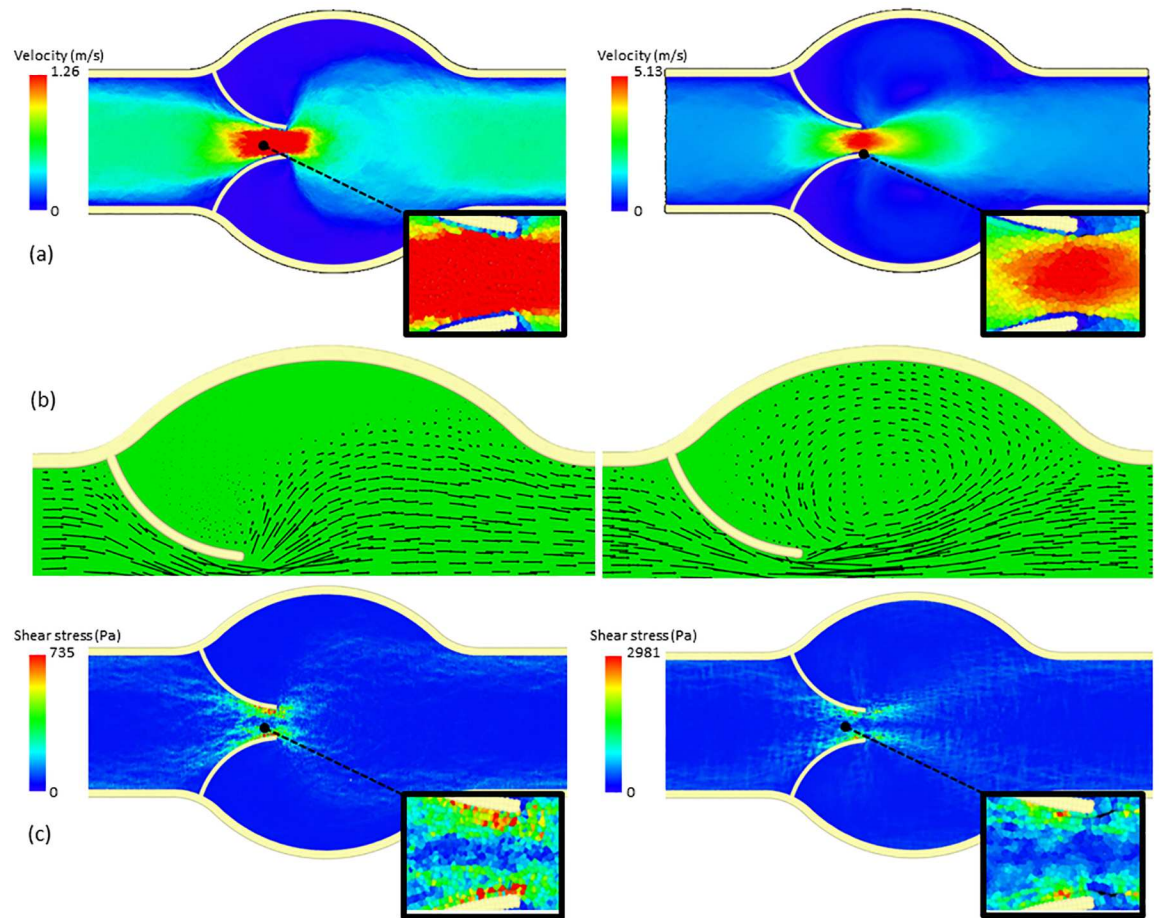 Velocity (m/s)
1.26
0
Velocity (m/s)
5.13
0
(a)
(b)
Shear stress (Pa)
735
0
Shear stress (Pa)
2981
0
(c)